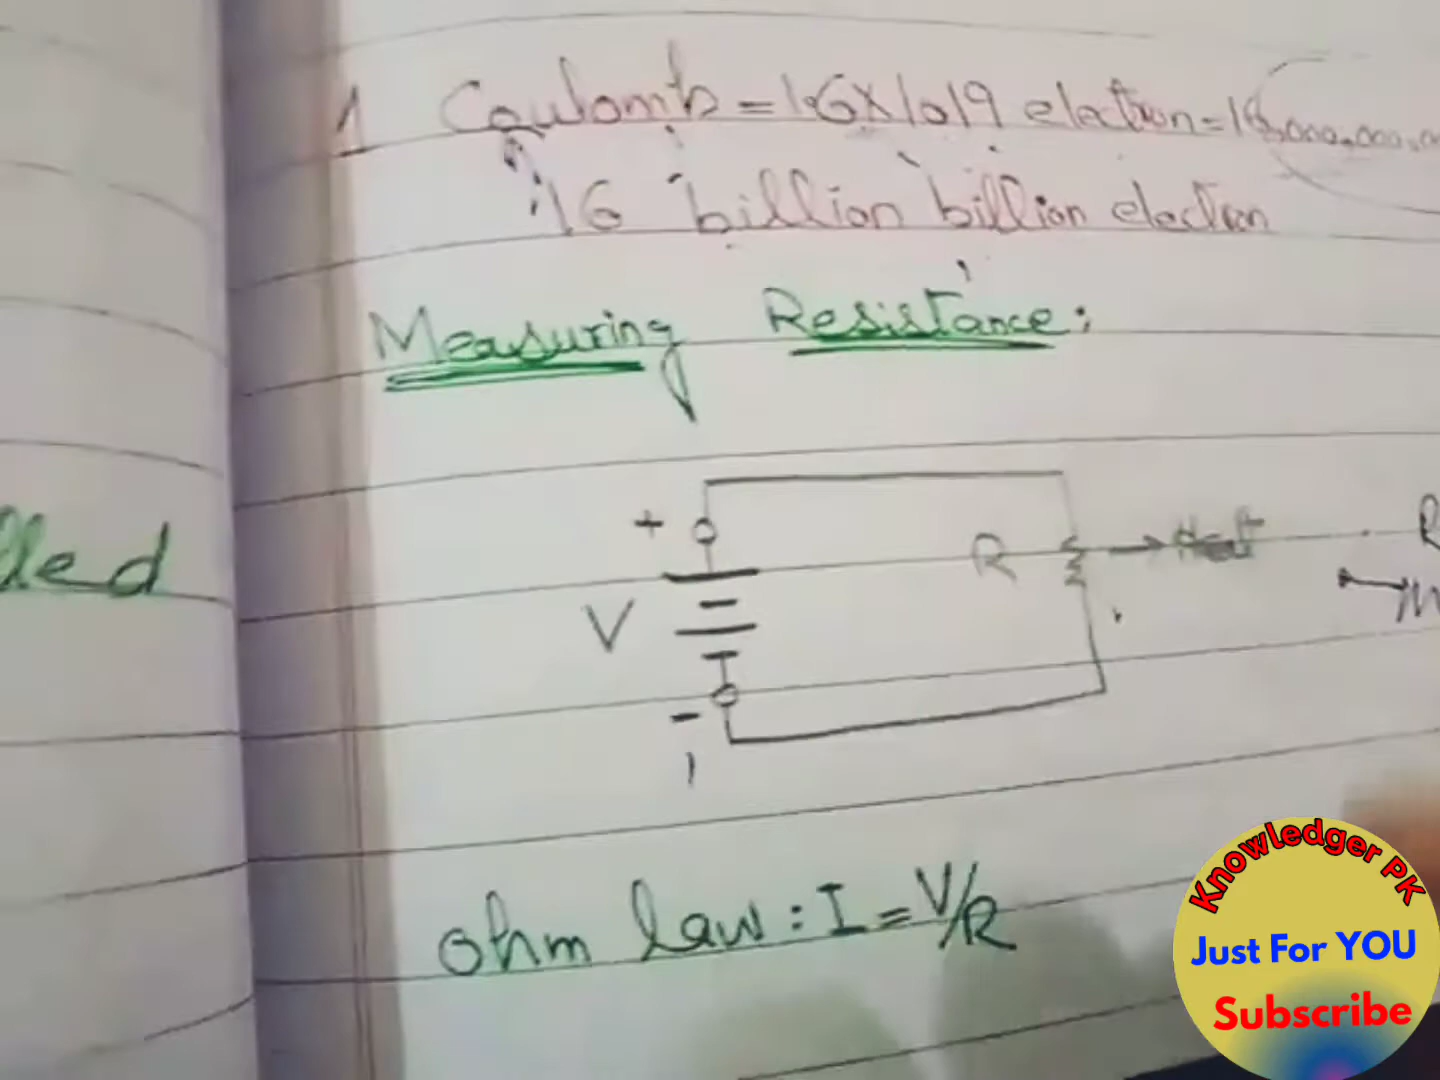 1 Coulomb = 1.6x1019 electron = 16,000,000,0
16 billion billion electron
Measuring Resistance:
lled
+
R
V
R
m
-
ohm law: I = V/R
Knowledger PK
Just For YOU
Subscribe